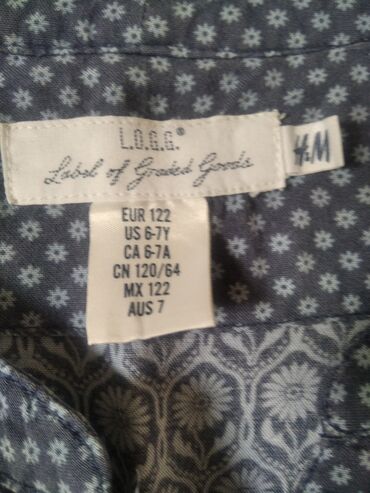 L.O.G.G.®
Label of Graded Goods
H&M
EUR 122
US 6-7Y
CA 6-7A
CN 120/64
MX 122
AUS 7